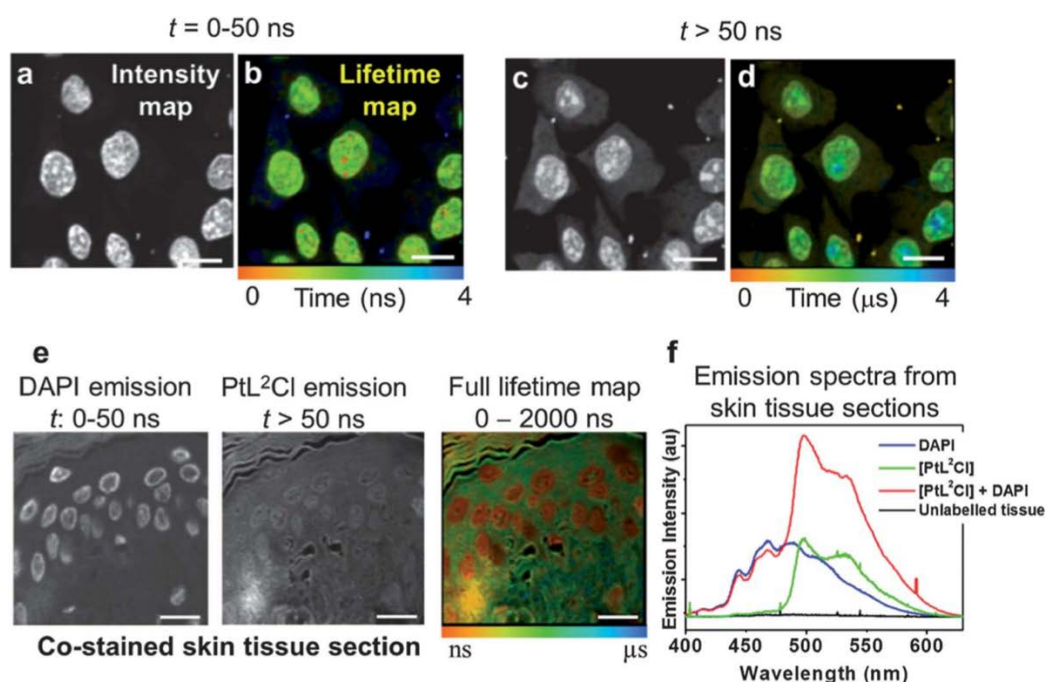 t = 0-50 ns
t > 50 ns
a
Intensity map
b
Lifetime map
c
d
0 Time (ns) 4
0 Time (μs) 4
e
DAPI emission
t: 0-50 ns
PtL²Cl emission
t > 50 ns
Full lifetime map
0 – 2000 ns
Co-stained skin tissue section
ns μs
f
Emission spectra from
skin tissue sections
Emission Intensity (au)
DAPI
[PtL²Cl]
[PtL²Cl] + DAPI
Unlabelled tissue
400 450 500 550 600
Wavelength (nm)